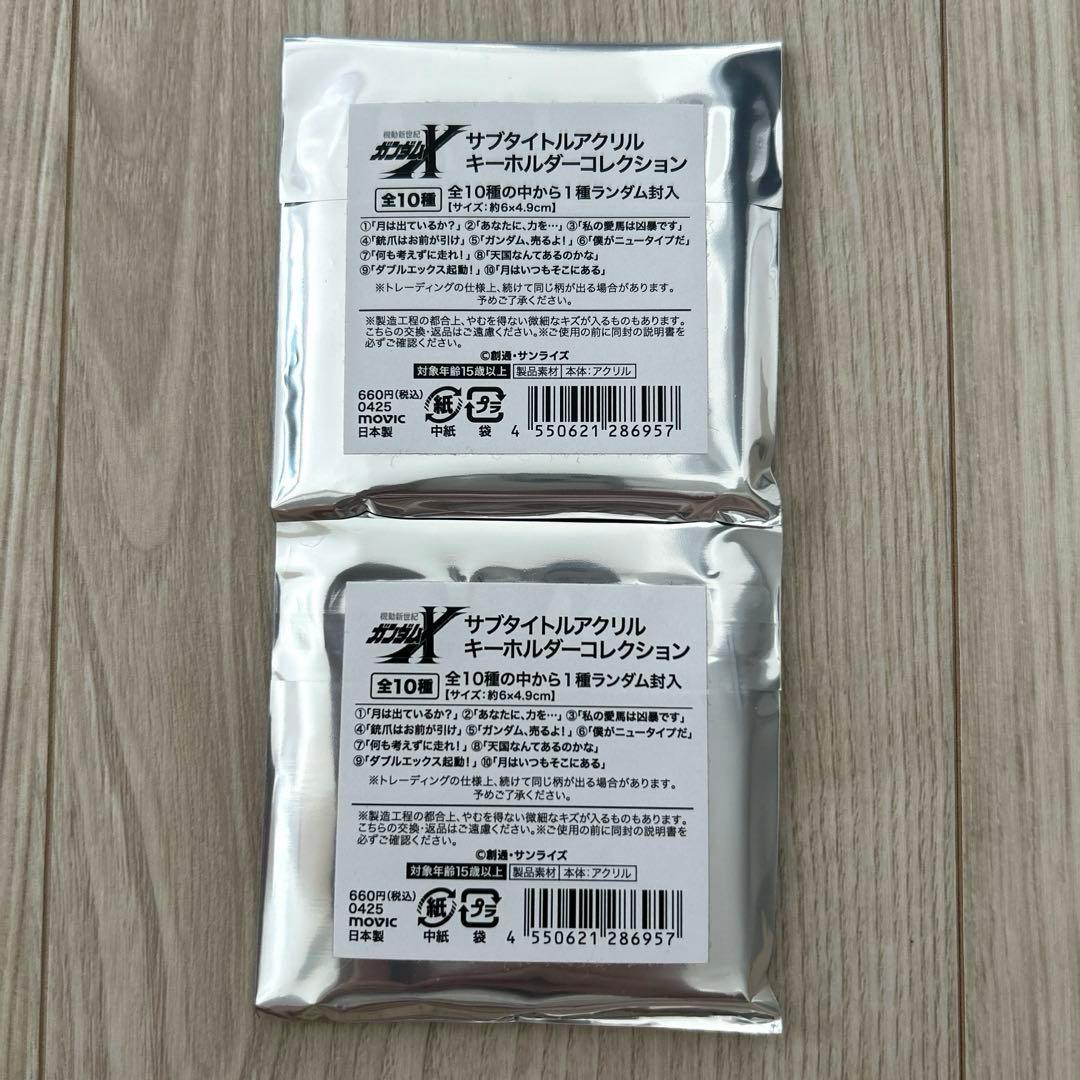 機動新世紀
ガンダムX
サブタイトルアクリル
キーホルダーコレクション
全10種
全10種の中から1種ランダム封入
【サイズ:約6×4.9cm】
①「月は出ているか?」②「あなたに、力を…」③「私の愛馬は凶暴です」
④「銃爪はお前が引け」⑤「ガンダム、売るよ!」⑥「僕がニュータイプだ」
⑦「何も考えずに走れ!」⑧「天国なんてあるのかな」
⑨「ダブルエックス起動!」⑩「月はいつもそこにある」
※トレーディングの仕様上、続けて同じ柄が出る場合があります。
予めご了承ください。
※製造工程の都合上、やむを得ない微細なキズが入るものもあります。
こちらの交換・返品はご遠慮ください。※ご使用の前に同封の説明書を
必ずご確認ください。
©創通・サンライズ
対象年齢15歳以上 製品素材 本体:アクリル
660円(税込)
0425
movic
日本製
紙
中紙
プラ
袋
4 550621 286957
機動新世紀
ガンダムX
サブタイトルアクリル
キーホルダーコレクション
全10種
全10種の中から1種ランダム封入
【サイズ:約6×4.9cm】
①「月は出ているか?」②「あなたに、力を…」③「私の愛馬は凶暴です」
④「銃爪はお前が引け」⑤「ガンダム、売るよ!」⑥「僕がニュータイプだ」
⑦「何も考えずに走れ!」⑧「天国なんてあるのかな」
⑨「ダブルエックス起動!」⑩「月はいつもそこにある」
※トレーディングの仕様上、続けて同じ柄が出る場合があります。
予めご了承ください。
※製造工程の都合上、やむを得ない微細なキズが入るものもあります。
こちらの交換・返品はご遠慮ください。※ご使用の前に同封の説明書を
必ずご確認ください。
©創通・サンライズ
対象年齢15歳以上 製品素材 本体:アクリル
660円(税込)
0425
movic
日本製
紙
中紙
プラ
袋
4 550621 286957